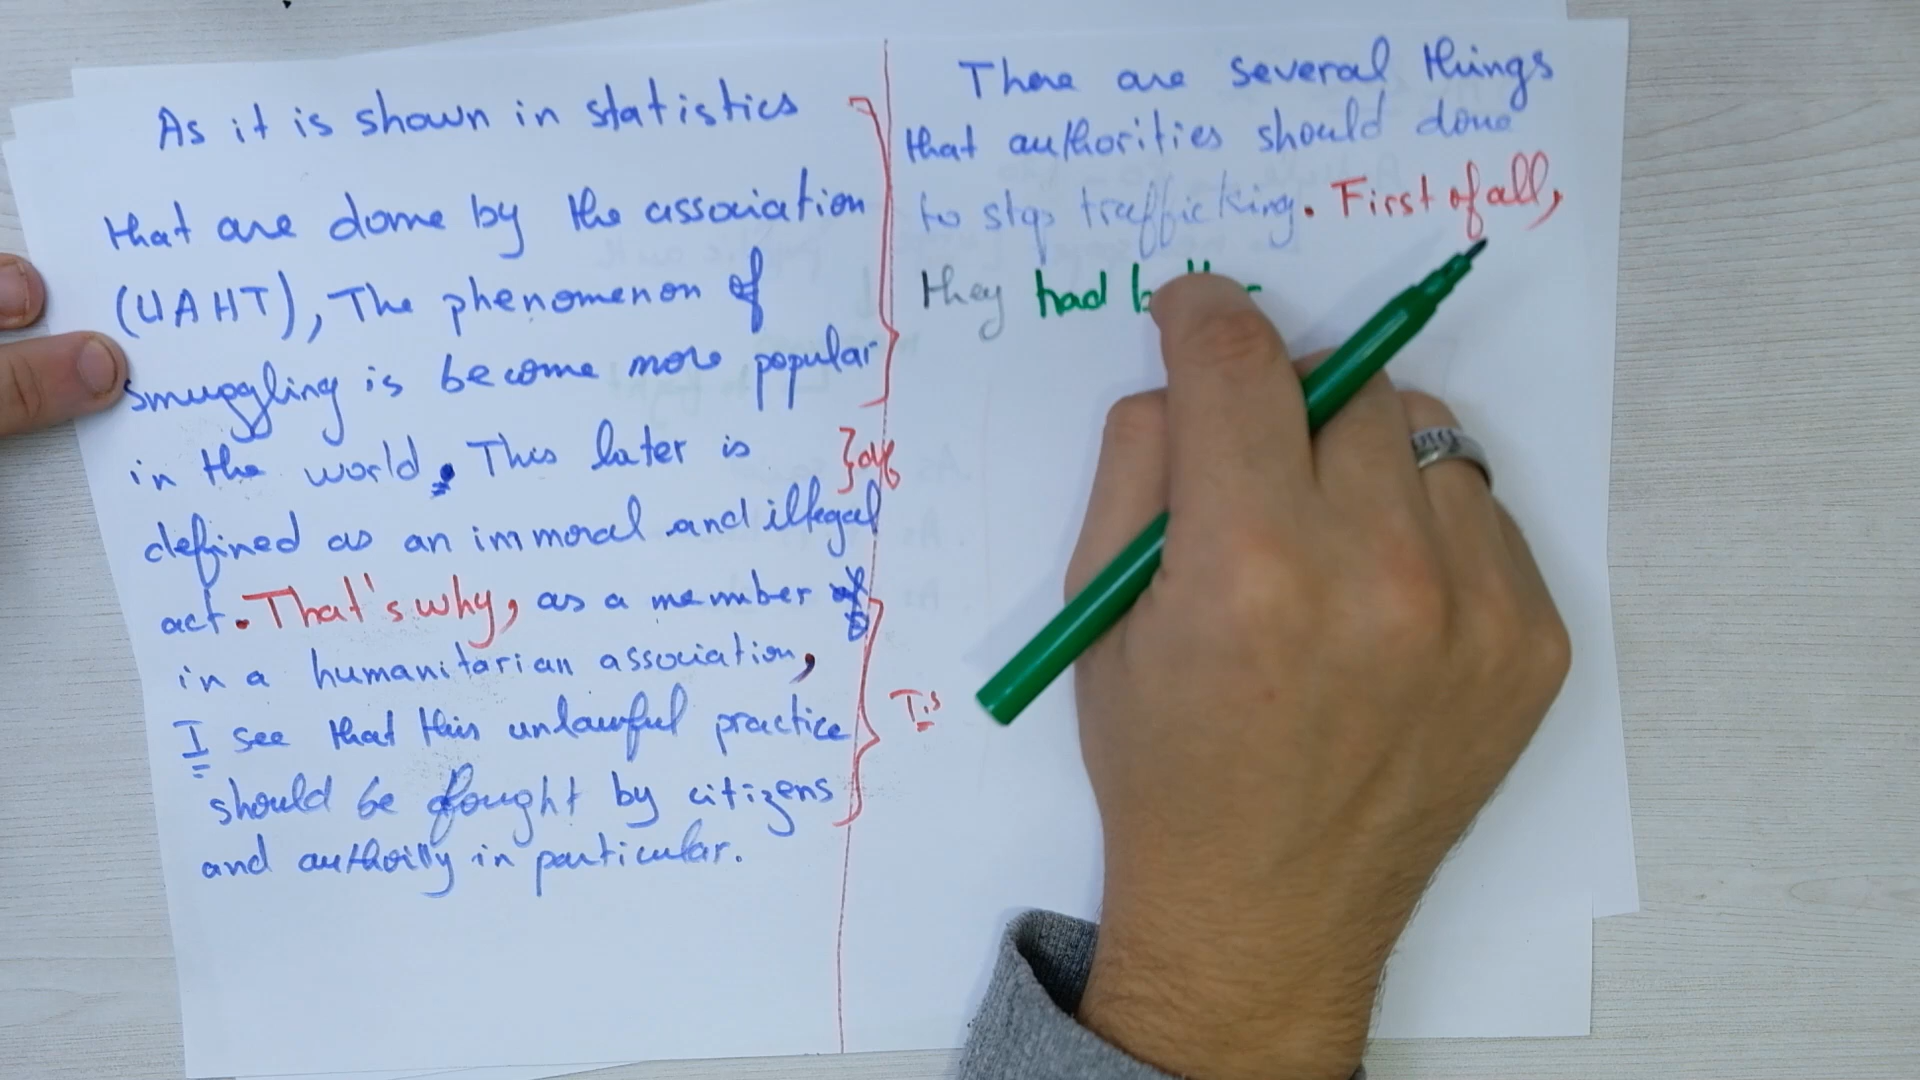 As it is shown in statistics
that are done by the association
(UAHT), The phenomenon of
smuggling is become more popular
in the world. This later is
defined as an immoral and illegal
act. That's why, as a member
in a humanitarian association,
I see that this unlawful practice
should be fought by citizens
and authoiity in particular.
T.s
There are several things
that authorities should done
to stop trafficking. First of all,
they had